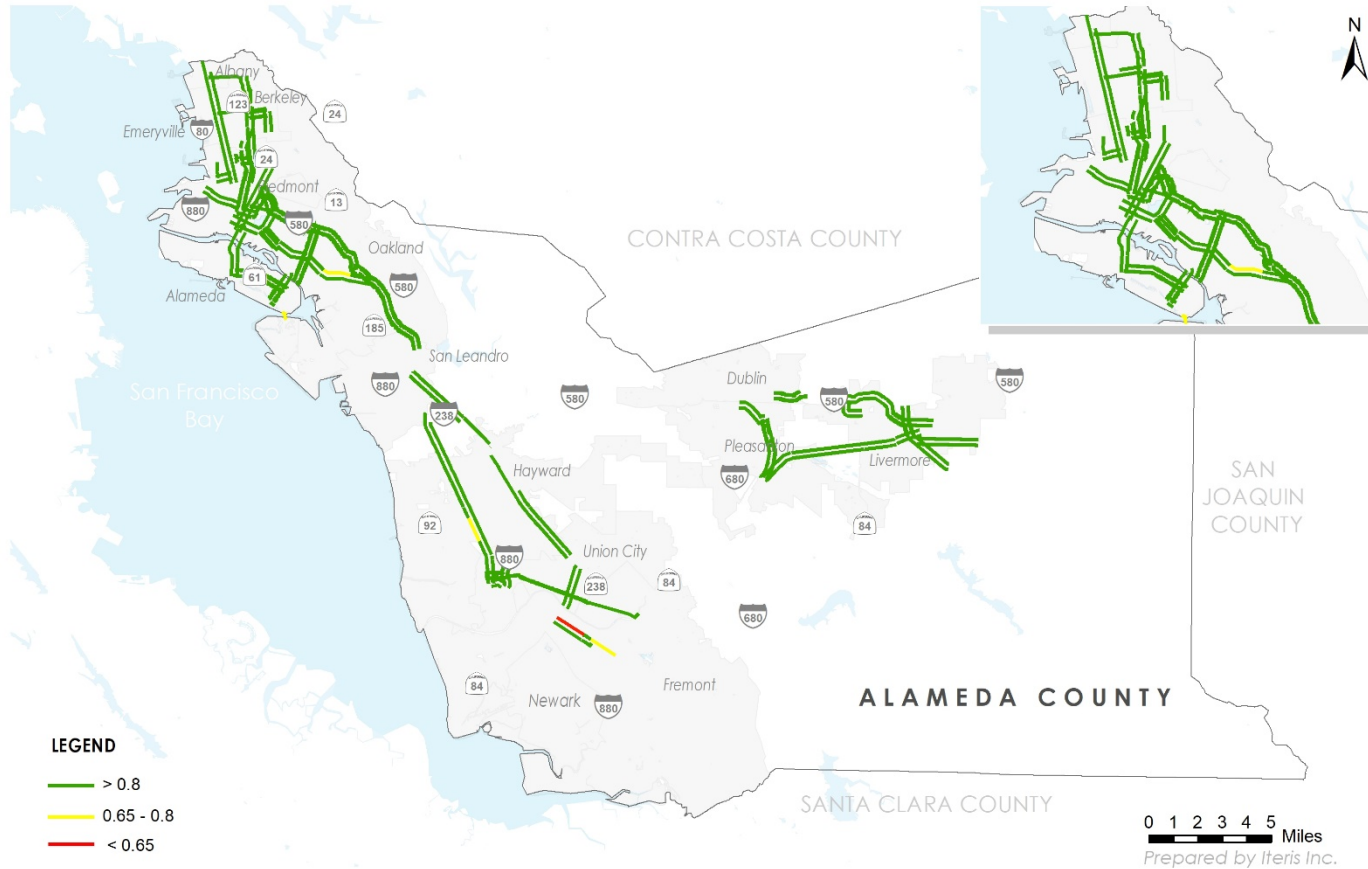 N
Albany
123
Berkeley
24
Emeryville
80
24
Piedmont
880
13
580
Oakland
CONTRA COSTA COUNTY
61
580
Alameda
185
San Leandro
880
Dublin
580
580
580
San Francisco
Bay
238
Pleasanton
Livermore
Hayward
680
SAN
JOAQUIN
COUNTY
92
84
880
Union City
238
84
680
84
Newark
880
Fremont
ALAMEDA COUNTY
LEGEND
> 0.8
0.65 - 0.8
< 0.65
SANTA CLARA COUNTY
0 1 2 3 4 5
Miles
Prepared by Iteris Inc.